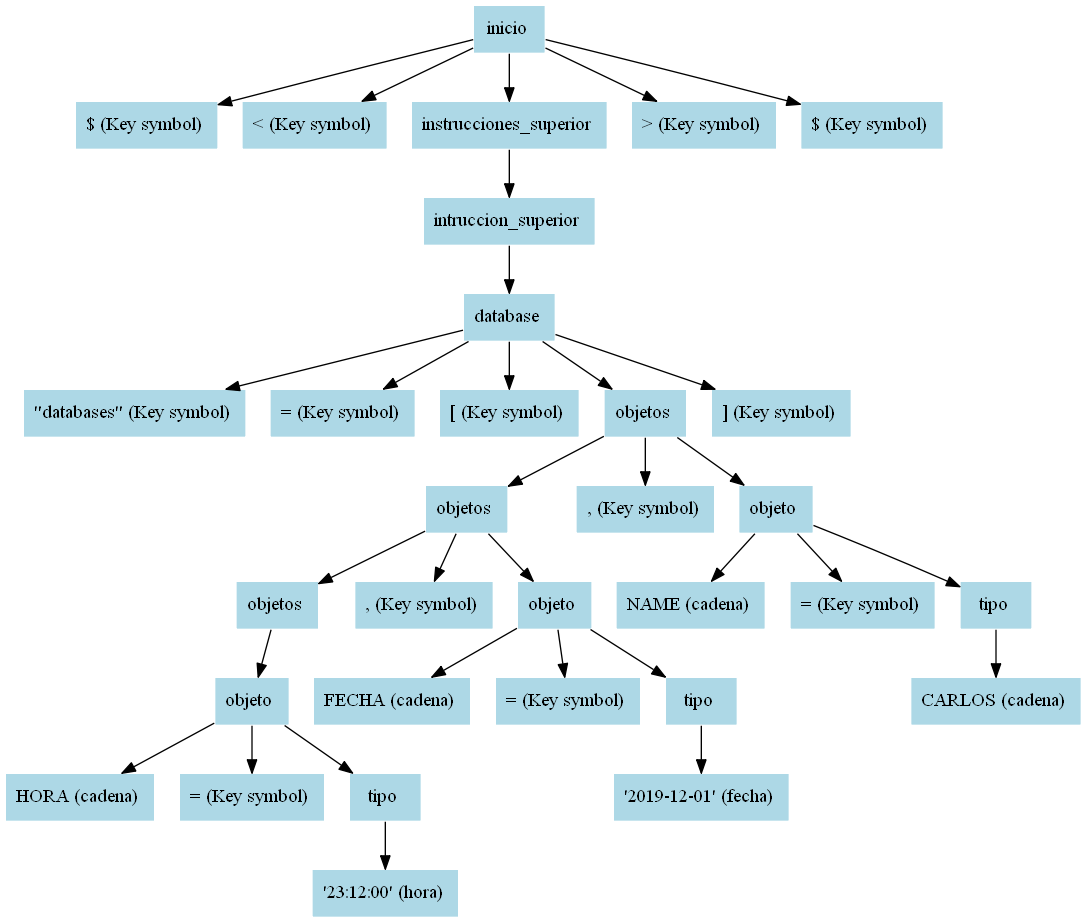 inicio
$ (Key symbol)
< (Key symbol)
instrucciones_superior
> (Key symbol)
$ (Key symbol)
intruccion_superior
database
"databases" (Key symbol)
= (Key symbol)
[ (Key symbol)
objetos
] (Key symbol)
objetos
, (Key symbol)
objeto
objetos
, (Key symbol)
objeto
NAME (cadena)
= (Key symbol)
tipo
objeto
FECHA (cadena)
= (Key symbol)
tipo
CARLOS (cadena)
HORA (cadena)
= (Key symbol)
tipo
'2019-12-01' (fecha)
'23:12:00' (hora)